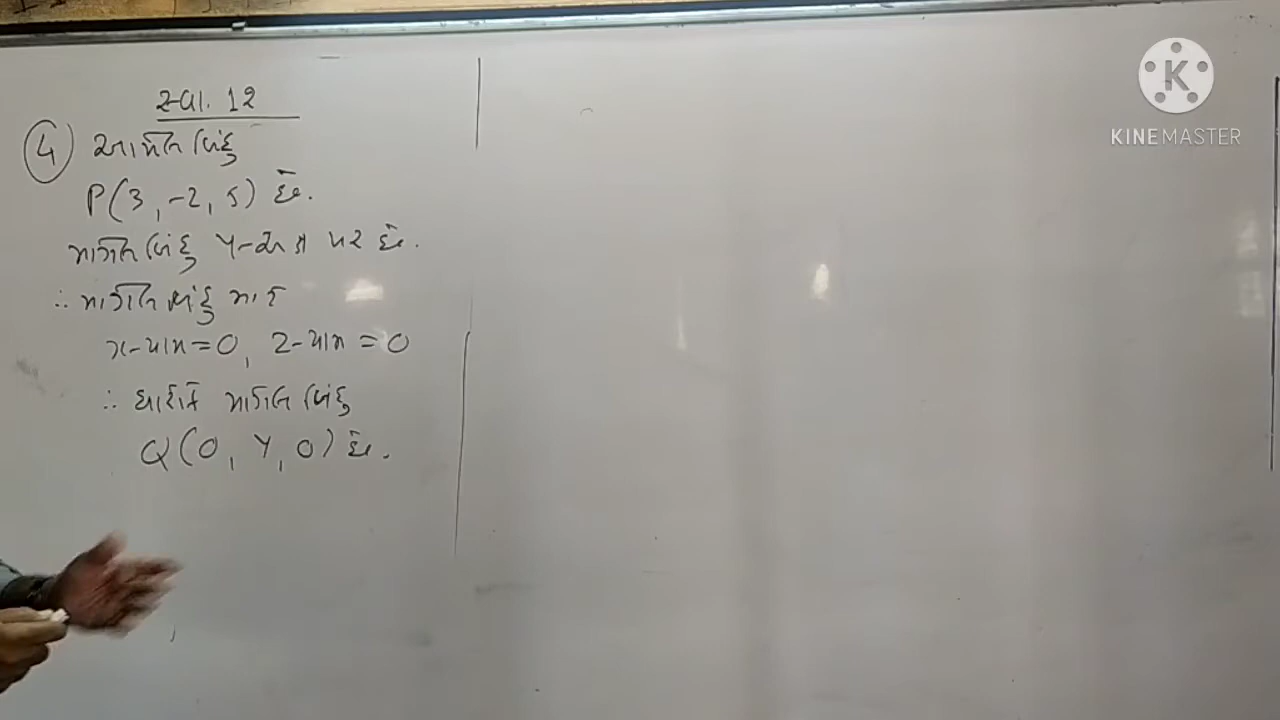 સ્વા. 12
4 આપેલ બિંદુ
P(3, -2, 5) છે.
માગેલ બિંદુ y-અક્ષ પર છે.
∴ માગેલ બિંદુ માટે
x-યામ = 0, z-યામ = 0
∴ ધારોકે માગેલ બિંદુ
Q(0, y, 0) છે.
KINEMASTER